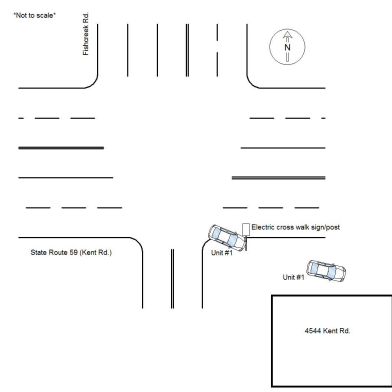 *Not to scale*
Fishcreek Rd.
N
Electric cross walk sign/post
State Route 59 (Kent Rd.)
Unit #1
Unit #1
4544 Kent Rd.